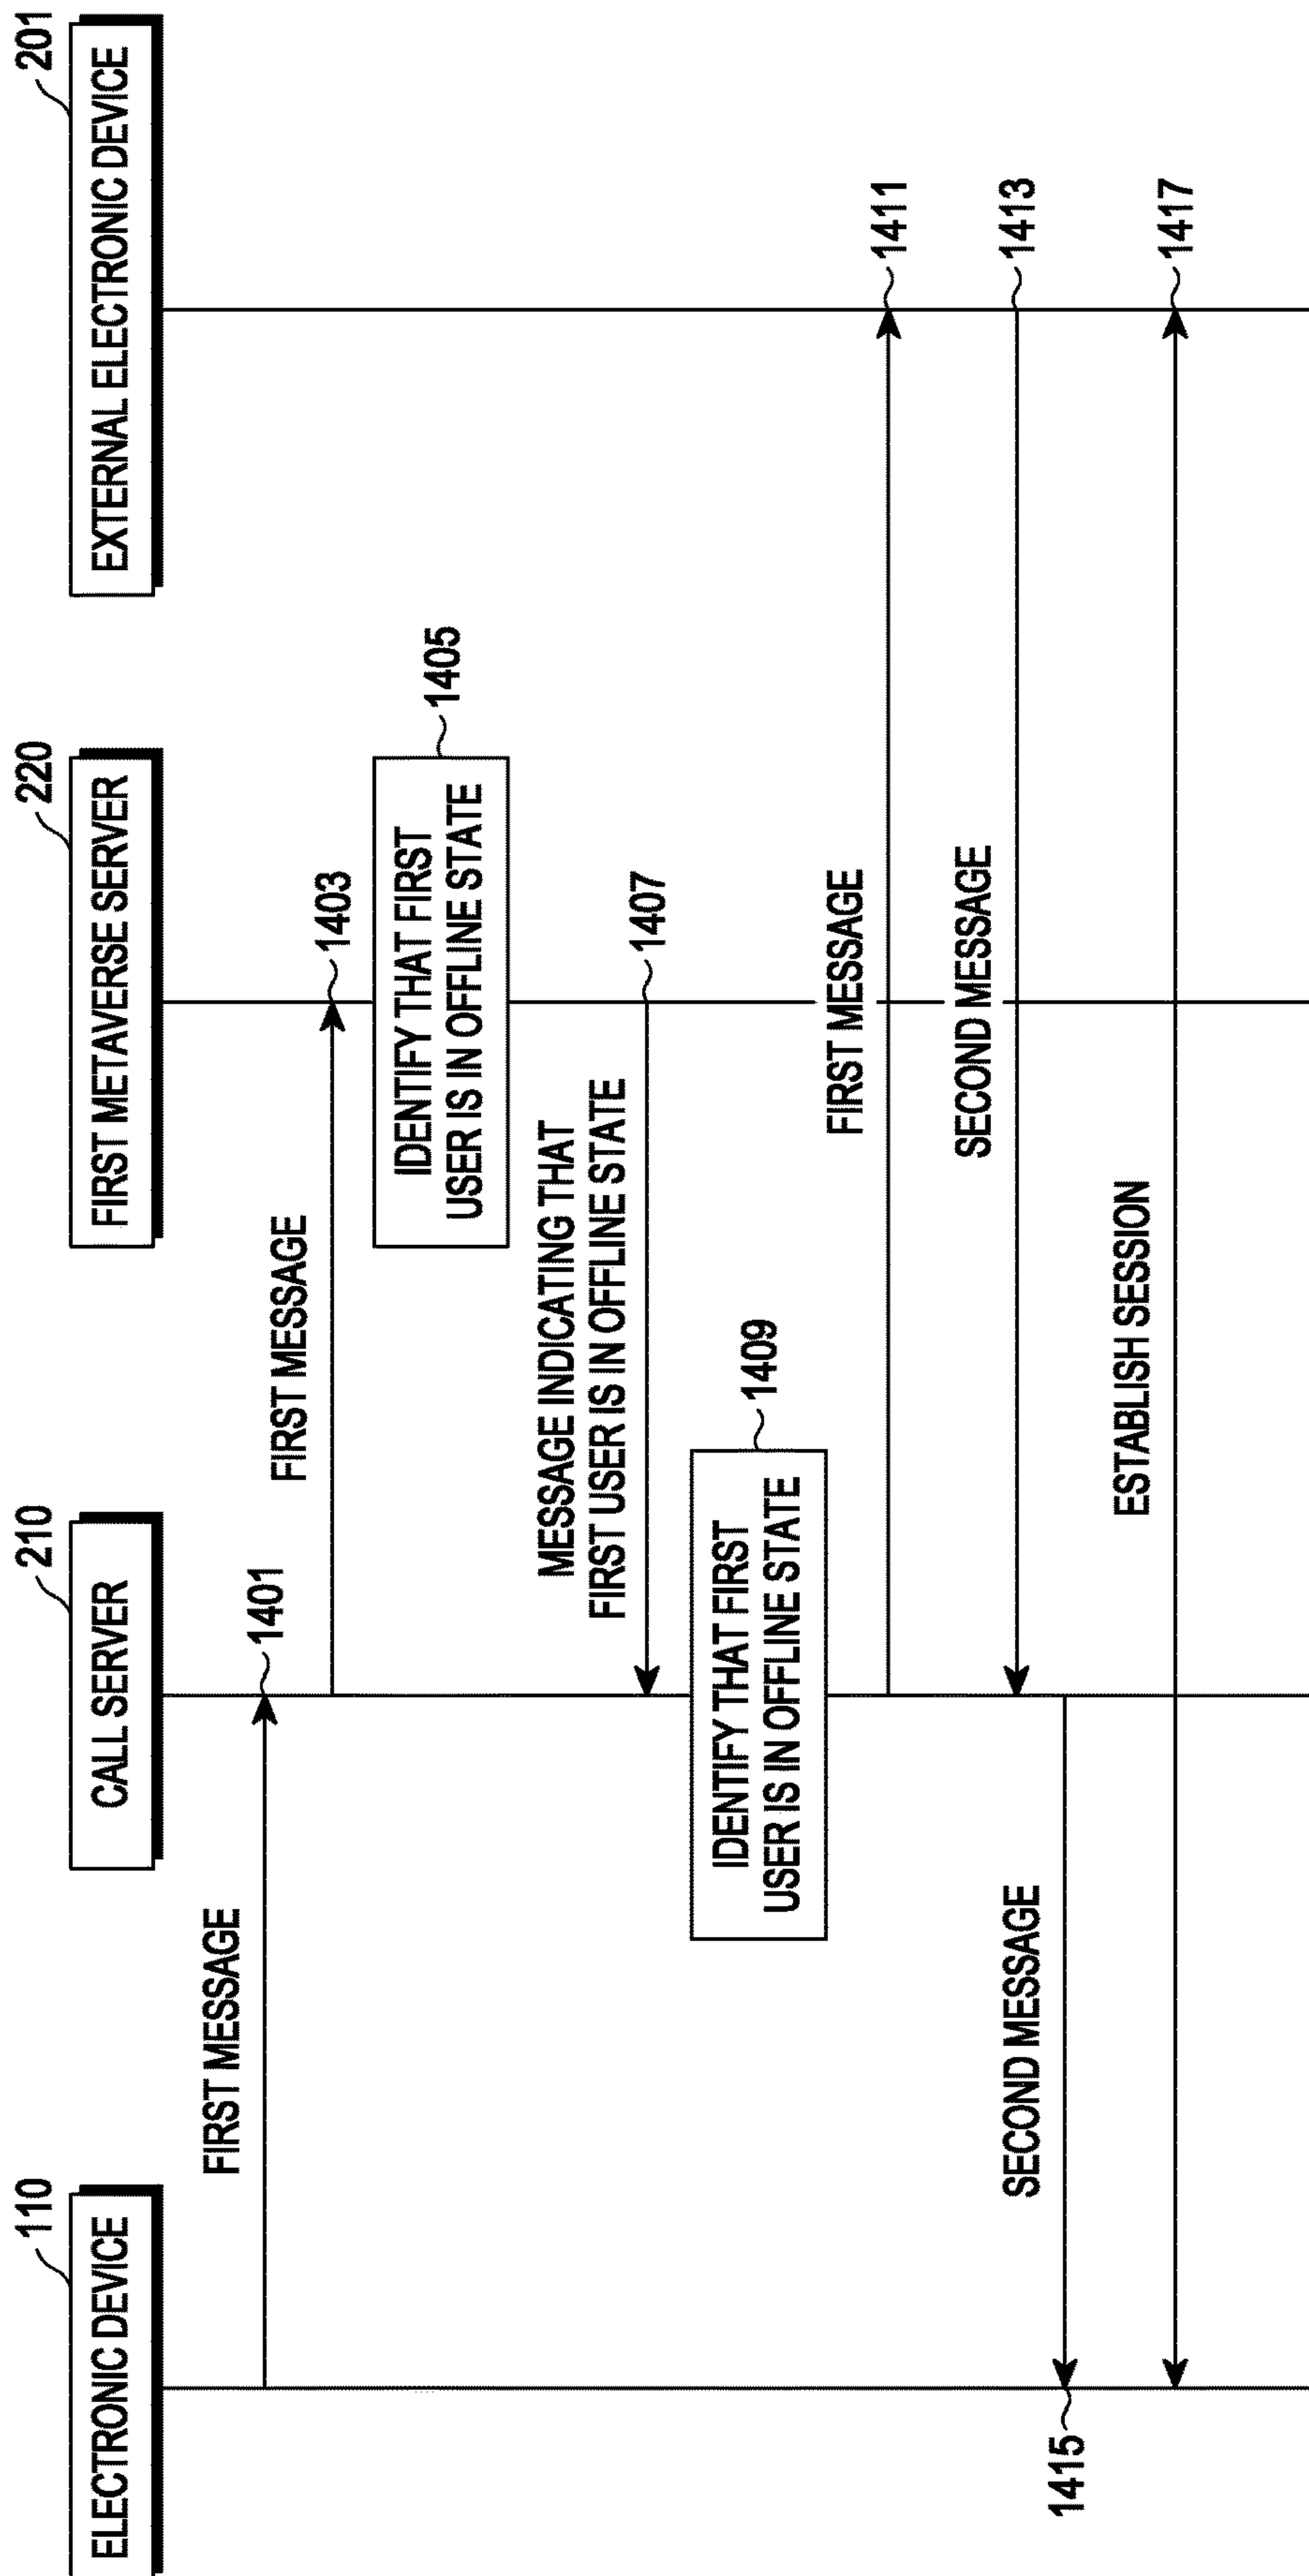 110
ELECTRONIC DEVICE
210
CALL SERVER
220
FIRST METAVERSE SERVER
201
EXTERNAL ELECTRONIC DEVICE
FIRST MESSAGE
1401
FIRST MESSAGE
1403
IDENTIFY THAT FIRST
USER IS IN OFFLINE STATE
1405
MESSAGE INDICATING THAT
FIRST USER IS IN OFFLINE STATE
1407
IDENTIFY THAT FIRST
USER IS IN OFFLINE STATE
1409
FIRST MESSAGE
1411
SECOND MESSAGE
1413
SECOND MESSAGE
1415
ESTABLISH SESSION
1417